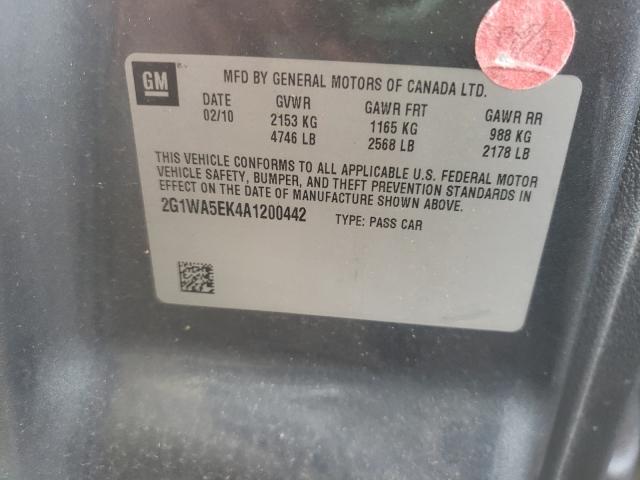 GM
MFD BY GENERAL MOTORS OF CANADA LTD.
DATE GVWR GAWR FRT GAWR RR
02/10 2153 KG 1165 KG 988 KG
4746 LB 2568 LB 2178 LB
THIS VEHICLE CONFORMS TO ALL APPLICABLE U.S. FEDERAL MOTOR
VEHICLE SAFETY, BUMPER, AND THEFT PREVENTION STANDARDS IN
EFFECT ON THE DATE OF MANUFACTURE SHOWN ABOVE.
2G1WA5EK4A1200442 TYPE: PASS CAR